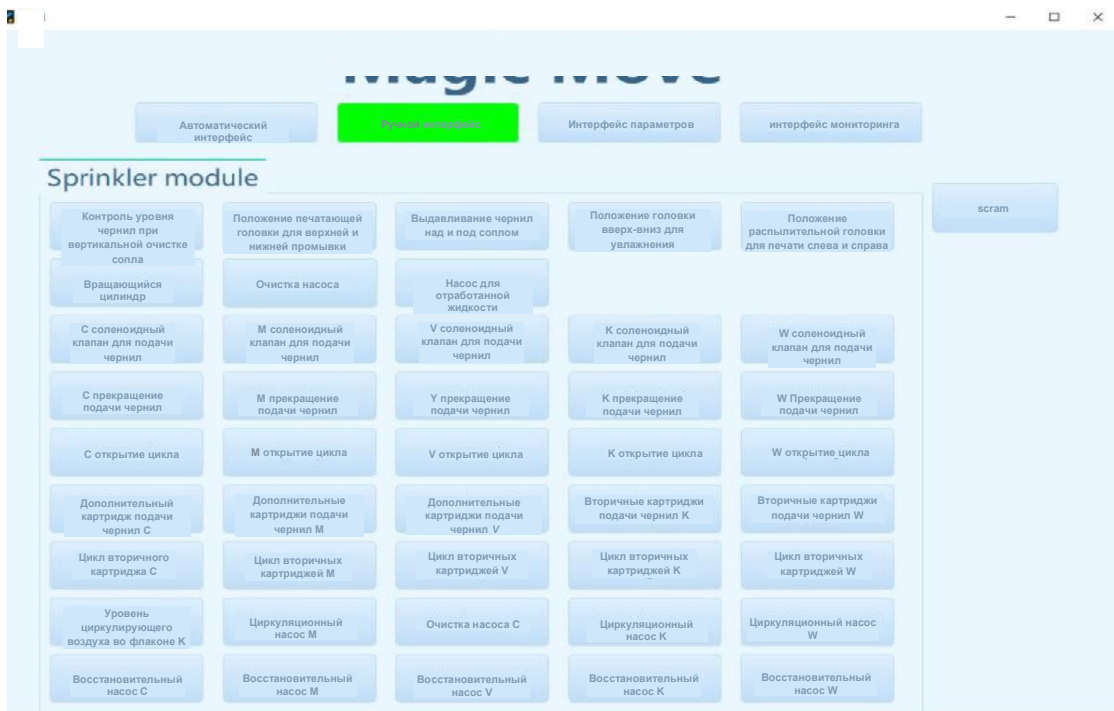 Magic Move
Автоматический
интерфейс
Ручной интерфейс
Интерфейс параметров
интерфейс мониторинга
Sprinkler module
scram
Контроль уровня
чернил при
вертикальной очистке
сопла
Положение печатающей
головки для верхней и
нижней промывки
Выдавливание чернил
над и под соплом
Положение головки
вверх-вниз для
увлажнения
Положение
распылительной головки
для печати слева и справа
Вращающийся
цилиндр
Очистка насоса
Насос для
отработанной
жидкости
C соленоидный
клапан для подачи
чернил
M соленоидный
клапан для подачи
чернил
V соленоидный
клапан для подачи
чернил
K соленоидный
клапан для подачи
чернил
W соленоидный
клапан для подачи
чернил
C прекращение
подачи чернил
M прекращение
подачи чернил
Y прекращение
подачи чернил
K прекращение
подачи чернил
W Прекращение
подачи чернил
C открытие цикла
M открытие цикла
V открытие цикла
K открытие цикла
W открытие цикла
Дополнительный
картридж подачи
чернил C
Дополнительные
картриджи подачи
чернил M
Дополнительные
картриджи подачи
чернил V
Вторичные картриджи
подачи чернил K
Вторичные картриджи
подачи чернил W
Цикл вторичного
картриджа C
Цикл вторичных
картриджей M
Цикл вторичных
картриджей V
Цикл вторичных
картриджей K
Цикл вторичных
картриджей W
Уровень
циркулирующего
воздуха во флаконе K
Циркуляционный
насос M
Очистка насоса C
Циркуляционный
насос K
Циркуляционный насос
W
Восстановительный
насос C
Восстановительный
насос M
Восстановительный
насос V
Восстановительный
насос K
Восстановительный
насос W